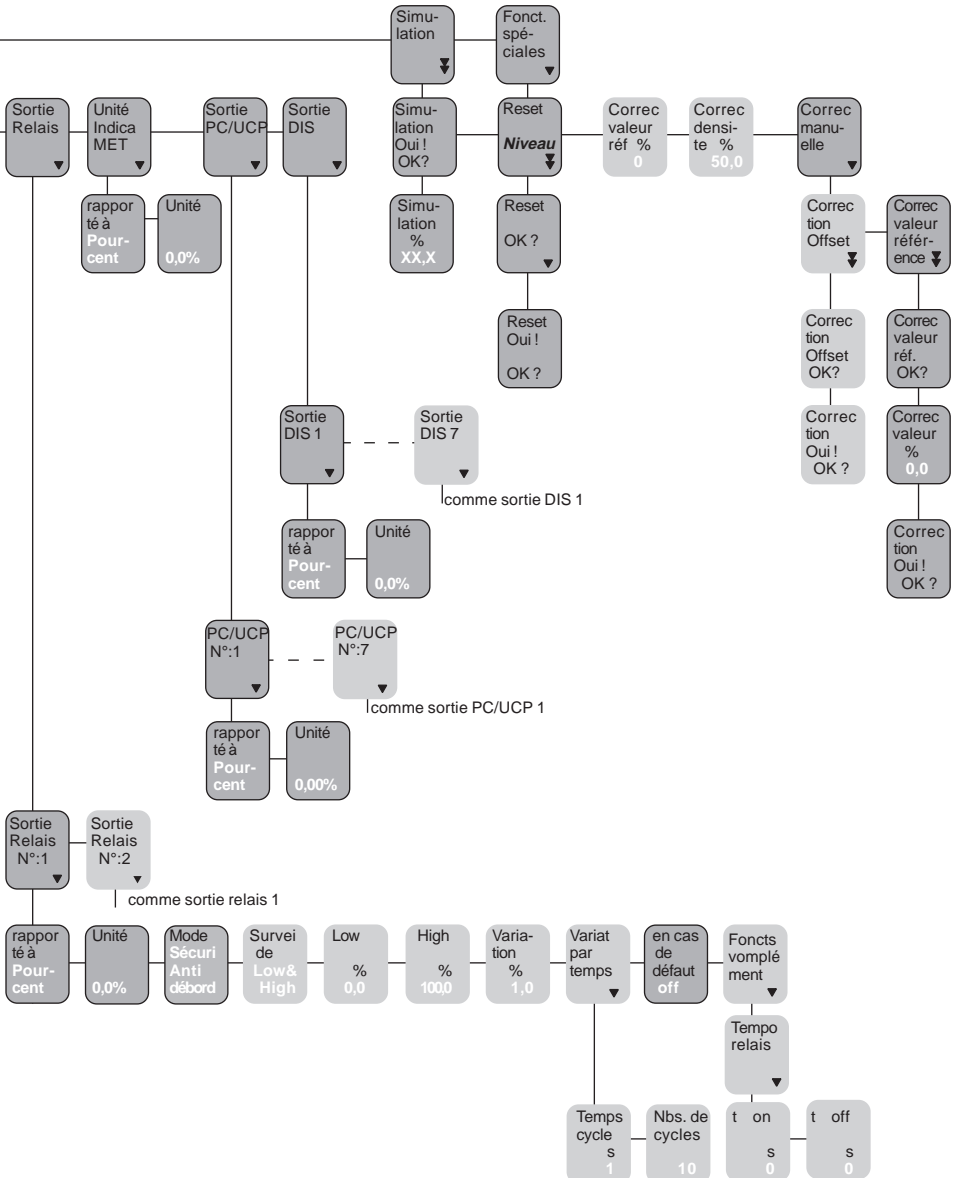 Simu-
lation
Fonct.
spé-
ciales
Sortie
Relais
Unité
Indica
MET
Sortie
PC/UCP
Sortie
DIS
Simu-
lation
Oui !
OK?
Reset
Niveau
Correc
valeur
réf %
0
Correc
densi-
te %
50,0
Correc
manu-
elle
rappor
té à
Pour-
cent
Unité
0,0%
Simu-
lation
%
XX,X
Reset
OK ?
Correc
tion
Offset
Correc
valeur
référ-
ence
Reset
Oui !
OK ?
Correc
tion
Offset
OK?
Correc
valeur
réf.
OK?
Sortie
DIS 1
Sortie
DIS 7
comme sortie DIS 1
Correc
tion
Oui !
OK ?
Correc
valeur
%
0,0
rappor
té à
Pour-
cent
Unité
0,0%
Correc
tion
Oui !
OK ?
PC/UCP
N°:1
PC/UCP
N°:7
comme sortie PC/UCP 1
rappor
té à
Pour-
cent
Unité
0,00%
Sortie
Relais
N°:1
Sortie
Relais
N°:2
comme sortie relais 1
rappor
té à
Pour-
cent
Unité
0,0%
Mode
Sécuri
Anti
débord
Survei
de
Low&
High
Low
%
0,0
High
%
100,0
Varia-
tion
%
1,0
Variat
par
temps
en cas
de
défaut
off
Foncts
vomplé
ment
Tempo
relais
Temps
cycle
s
1
Nbs. de
cycles
10
t on
s
0
t off
s
0